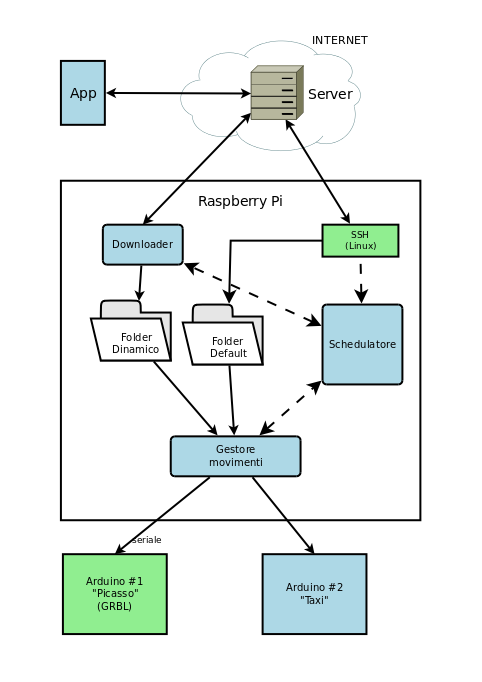 INTERNET
App
Server
Raspberry Pi
Downloader
SSH
(Linux)
Folder
Dinamico
Folder
Default
Schedulatore
Gestore
movimenti
seriale
Arduino #1
"Picasso"
(GRBL)
Arduino #2
"Taxi"